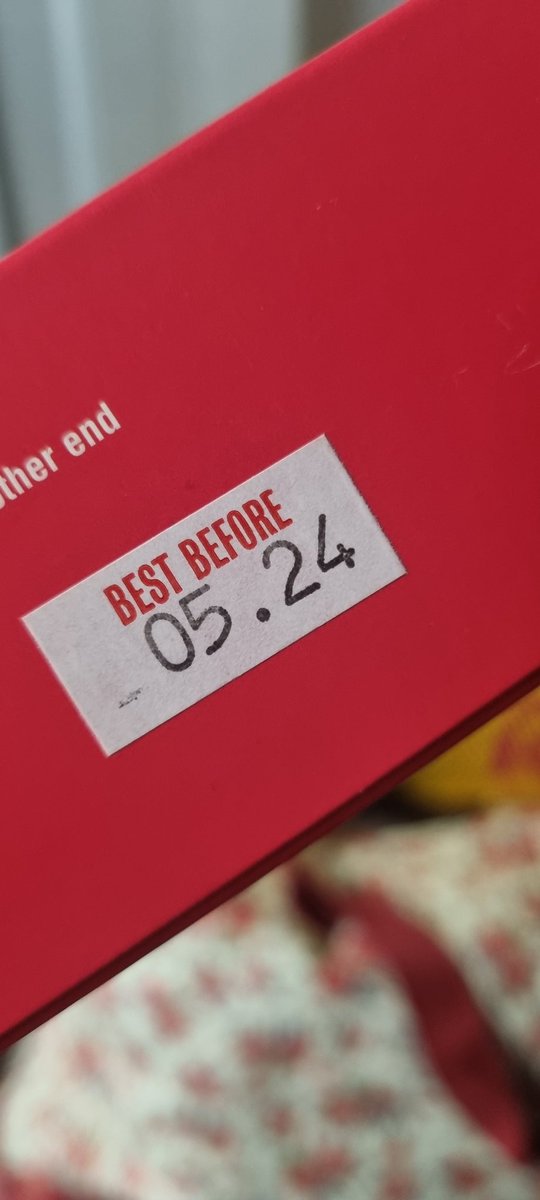 other end
BEST BEFORE
05.24